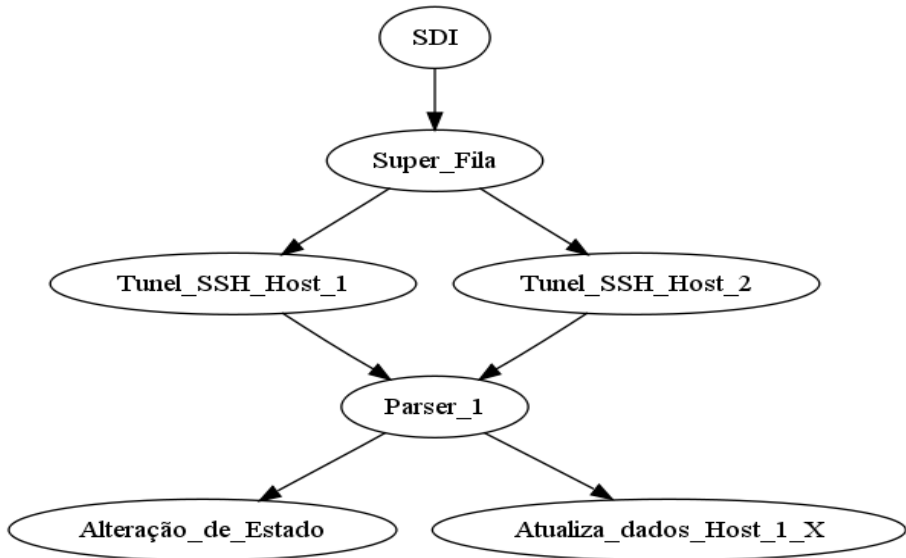 SDI
Super_Fila
Tunel_SSH_Host_1
Tunel_SSH_Host_2
Parser_1
Alteração_de_Estado
Atualiza_dados_Host_1_X